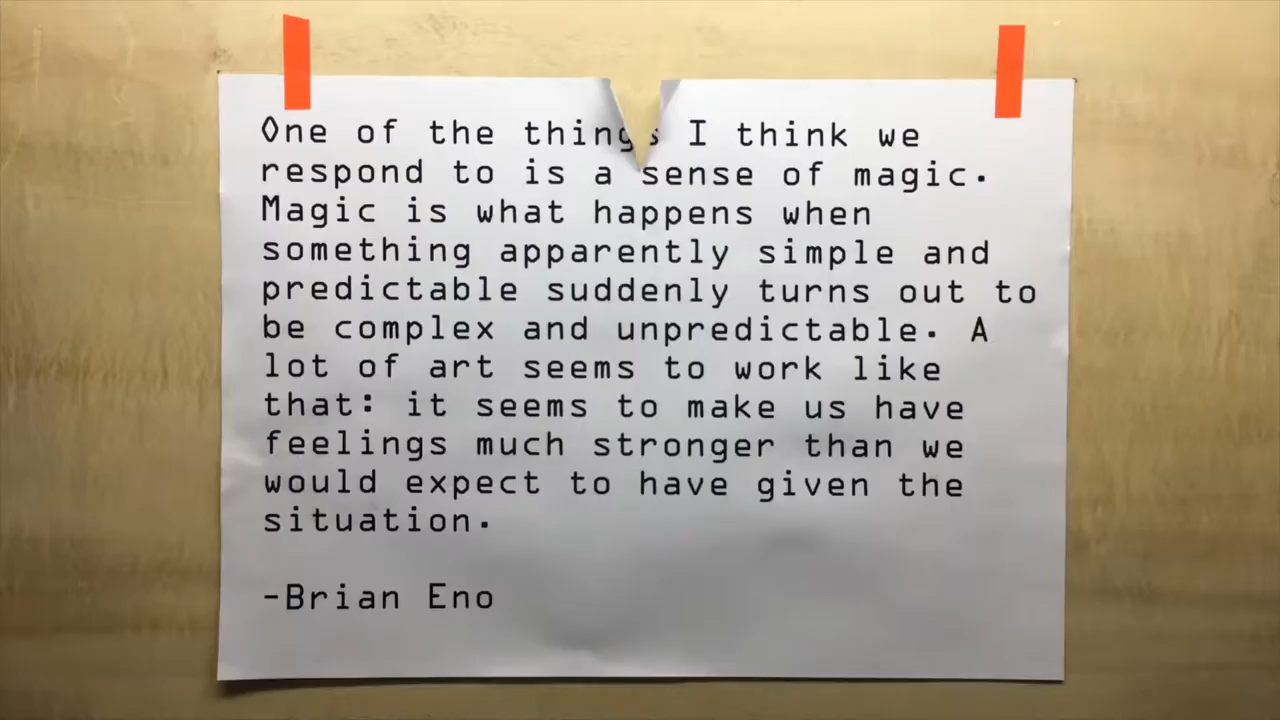 One of the things I think we
respond to is a sense of magic.
Magic is what happens when
something apparently simple and
predictable suddenly turns out to
be complex and unpredictable. A
lot of art seems to work like
that: it seems to make us have
feelings much stronger than we
would expect to have given the
situation.
-Brian Eno